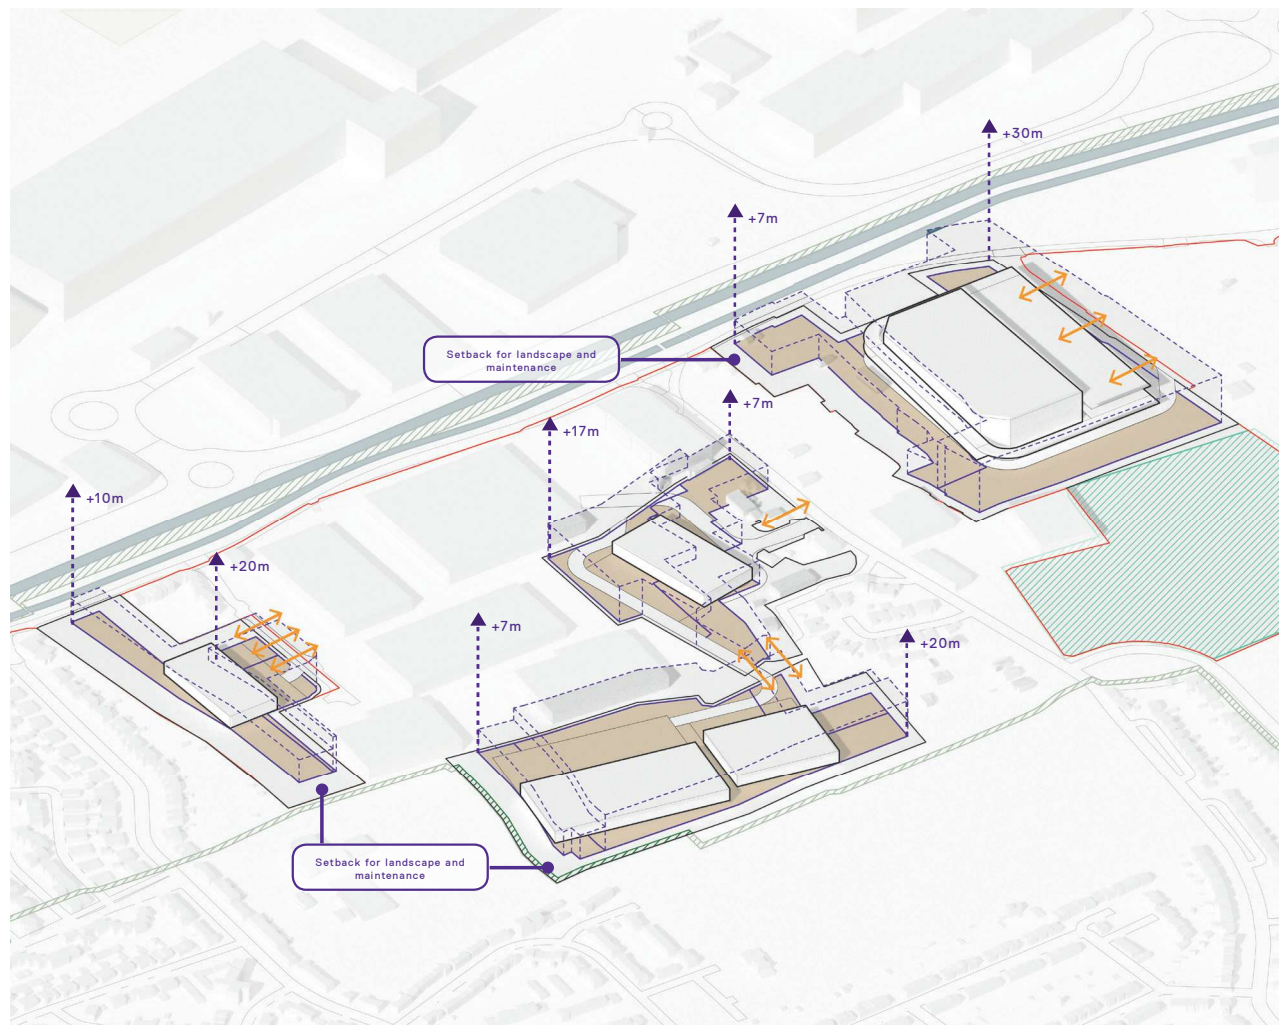 +30m
+7m
Setback for landscape and
maintenance
+7m
+17m
+10m
+20m
+7m
+20m
Setback for landscape and
maintenance